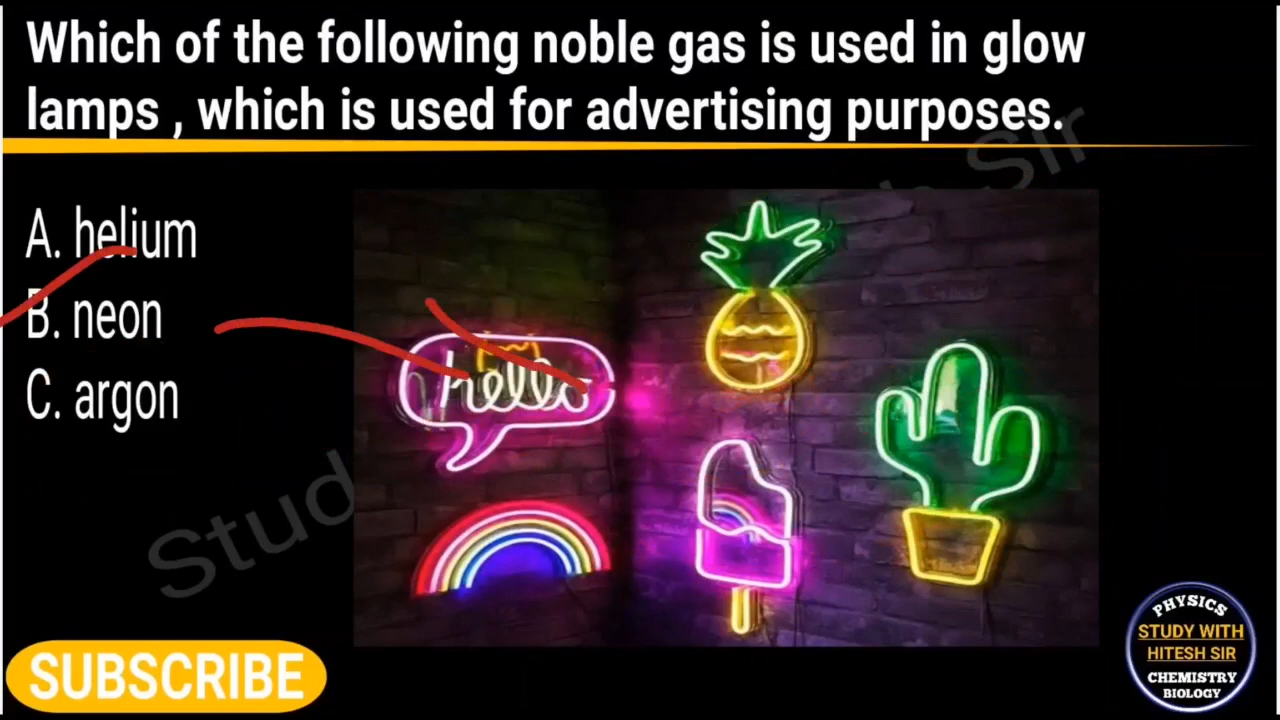 Which of the following noble gas is used in glow
lamps , which is used for advertising purposes.
A. helium
B. neon
C. argon
hello
SUBSCRIBE
PHYSICS
STUDY WITH
HITESH SIR
CHEMISTRY
BIOLOGY
Sir